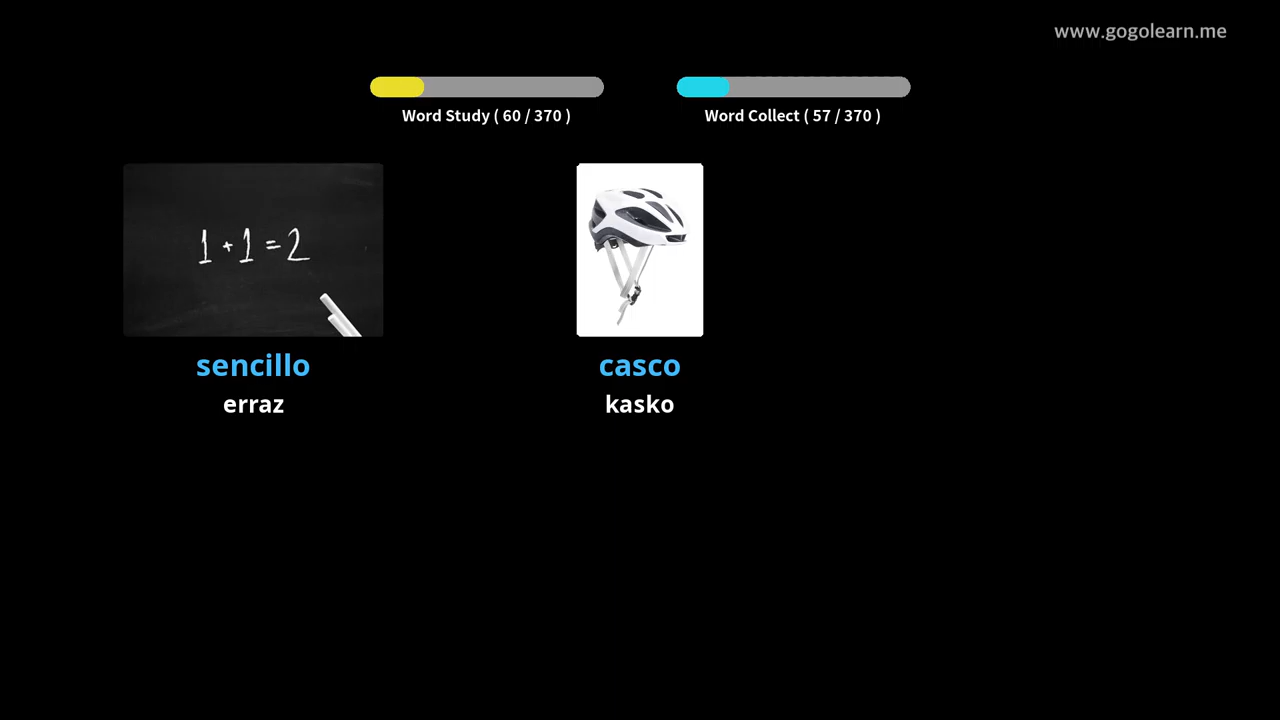 www.gogolearn.me
Word Study ( 60 / 370 )
Word Collect ( 57 / 370 )
1 + 1 = 2
sencillo
erraz
casco
kasko